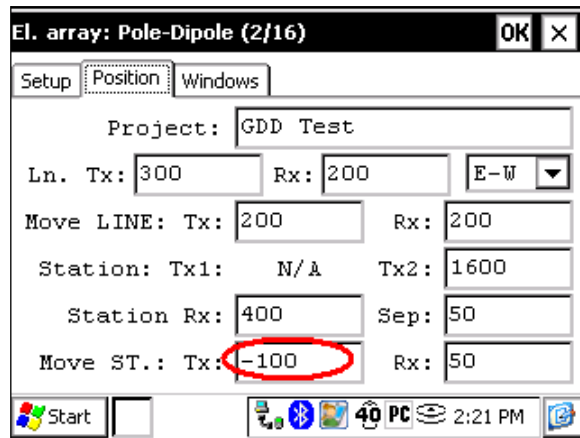 El. array: Pole-Dipole (2/16) OK
Setup Position Windows
Project: GDD Test
Ln. Tx: 300 Rx: 200 E-W
Move LINE: Tx: 200 Rx: 200
Station: Tx1: N/A Tx2: 1600
Station Rx: 400 Sep: 50
Move ST.: Tx: -100 Rx: 50
Start 40 PC 2:21 PM